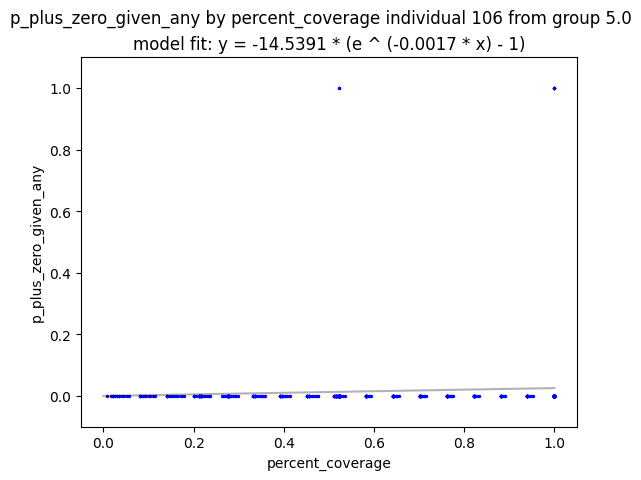 p_plus_zero_given_any by percent_coverage individual 106 from group 5.0
model fit: y = -14.5391 * (e ^ (-0.0017 * x) - 1)
1.0
0.8
0.6
0.4
0.2
0.0
p_plus_zero_given_any
0.0 0.2 0.4 0.6 0.8 1.0
percent_coverage